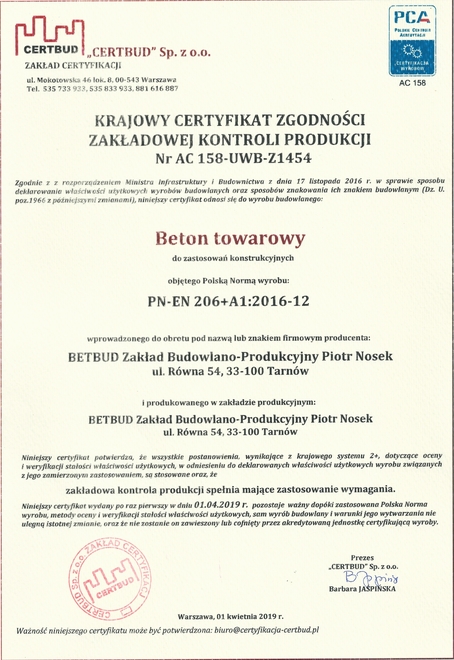 CERTBUD „CERTBUD" Sp. z o.o.
ZAKŁAD CERTYFIKACJI
ul. Mokotowska 46 lok. 8, 00-543 Warszawa
Tel. 535 733 933, 535 833 933, 881 616 887
PCA
POLSKIE CENTRUM
AKREDYTACJI
CERTYFIKACJA
WYROBÓW
AC 158
KRAJOWY CERTYFIKAT ZGODNOŚCI
ZAKŁADOWEJ KONTROLI PRODUKCJI
Nr AC 158-UWB-Z1454
Zgodnie z z rozporządzeniem Ministra Infrastruktury i Budownictwa z dnia 17 listopada 2016 r. w sprawie sposobu
deklarowania właściwości użytkowych wyrobów budowlanych oraz sposobów znakowania ich znakiem budowlanym (Dz. U.
poz.1966 z późniejszymi zmianami), niniejszy certyfikat odnosi się do wyrobu budowlanego:
Beton towarowy
do zastosowań konstrukcyjnych
objętego Polską Normą wyrobu:
PN-EN 206+A1:2016-12
wprowadzonego do obrotu pod nazwą lub znakiem firmowym producenta:
BETBUD Zakład Budowlano-Produkcyjny Piotr Nosek
ul. Równa 54, 33-100 Tarnów
i produkowanego w zakładzie produkcyjnym:
BETBUD Zakład Budowlano-Produkcyjny Piotr Nosek
ul. Równa 54, 33-100 Tarnów
Niniejszy certyfikat potwierdza, że wszystkie postanowienia, wynikające z krajowego systemu 2+, dotyczące oceny
i weryfikacji stałości właściwości użytkowych, w odniesieniu do deklarowanych właściwości użytkowych wyrobu związanych
z jego zamierzonym zastosowaniem, są stosowane oraz, że
zakładowa kontrola produkcji spełnia mające zastosowanie wymagania.
Niniejszy certyfikat wydany po raz pierwszy w dniu 01.04.2019 r. pozostaje ważny dopóki zastosowana Polska Norma
wyrobu, metody oceny i weryfikacji stałości właściwości użytkowych, sam wyrób budowlany i warunki jego wytwarzania nie
ulegną istotnej zmianie, oraz że nie zostanie on zawieszony lub cofnięty przez akredytowaną jednostkę certyfikującą wyroby.
CERTBUD Sp. z o.o. ZAKŁAD CERTYFIKACJI
CERTBUD
Prezes
„CERTBUD" Sp. z o.o.
Barbara JASPIŃSKA
Warszawa, 01 kwietnia 2019 r.
Ważność niniejszego certyfikatu może być potwierdzona: biuro@certyfikacja-certbud.pl